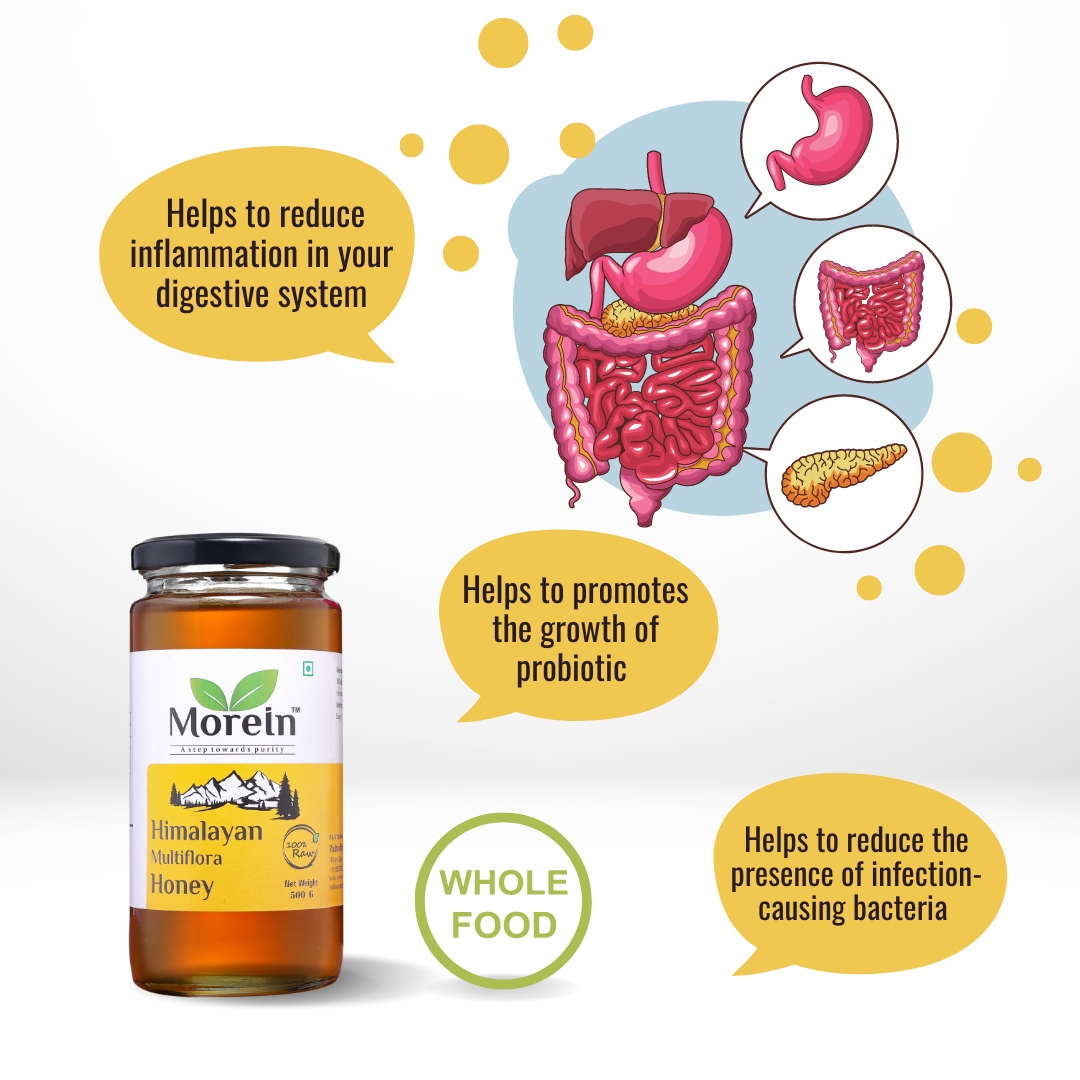 Helps to reduce
inflammation in your
digestive system
Helps to promotes
the growth of
probiotic
Morein™
A step towards purity
Himalayan
Multiflora
Honey
100%
Raw
Net Weight
500 G
WHOLE
FOOD
Helps to reduce the
presence of infection-
causing bacteria